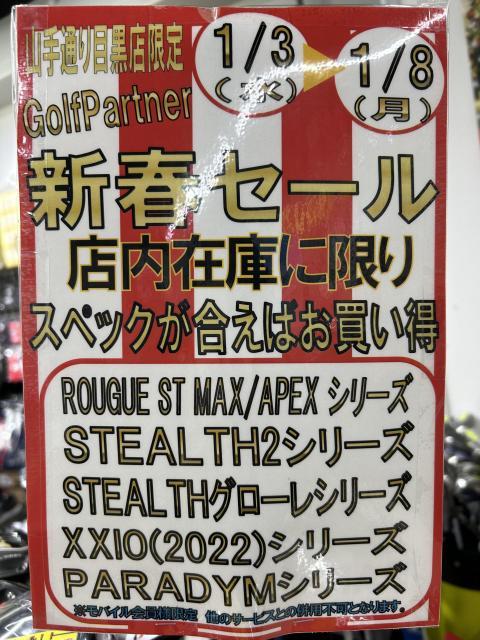 山手通り目黒店限定
GolfPartner
1/3
(水)
1/8
(月)
新春セール
店内在庫に限り
スペックが合えばお買い得
ROUGUE ST MAX/APEX シリーズ
STEALTH2シリーズ
STEALTHグローレシリーズ
XXIO(2022)シリーズ
PARADYMシリーズ
※モバイル会員様限定 他のサービスとの併用不可となります。